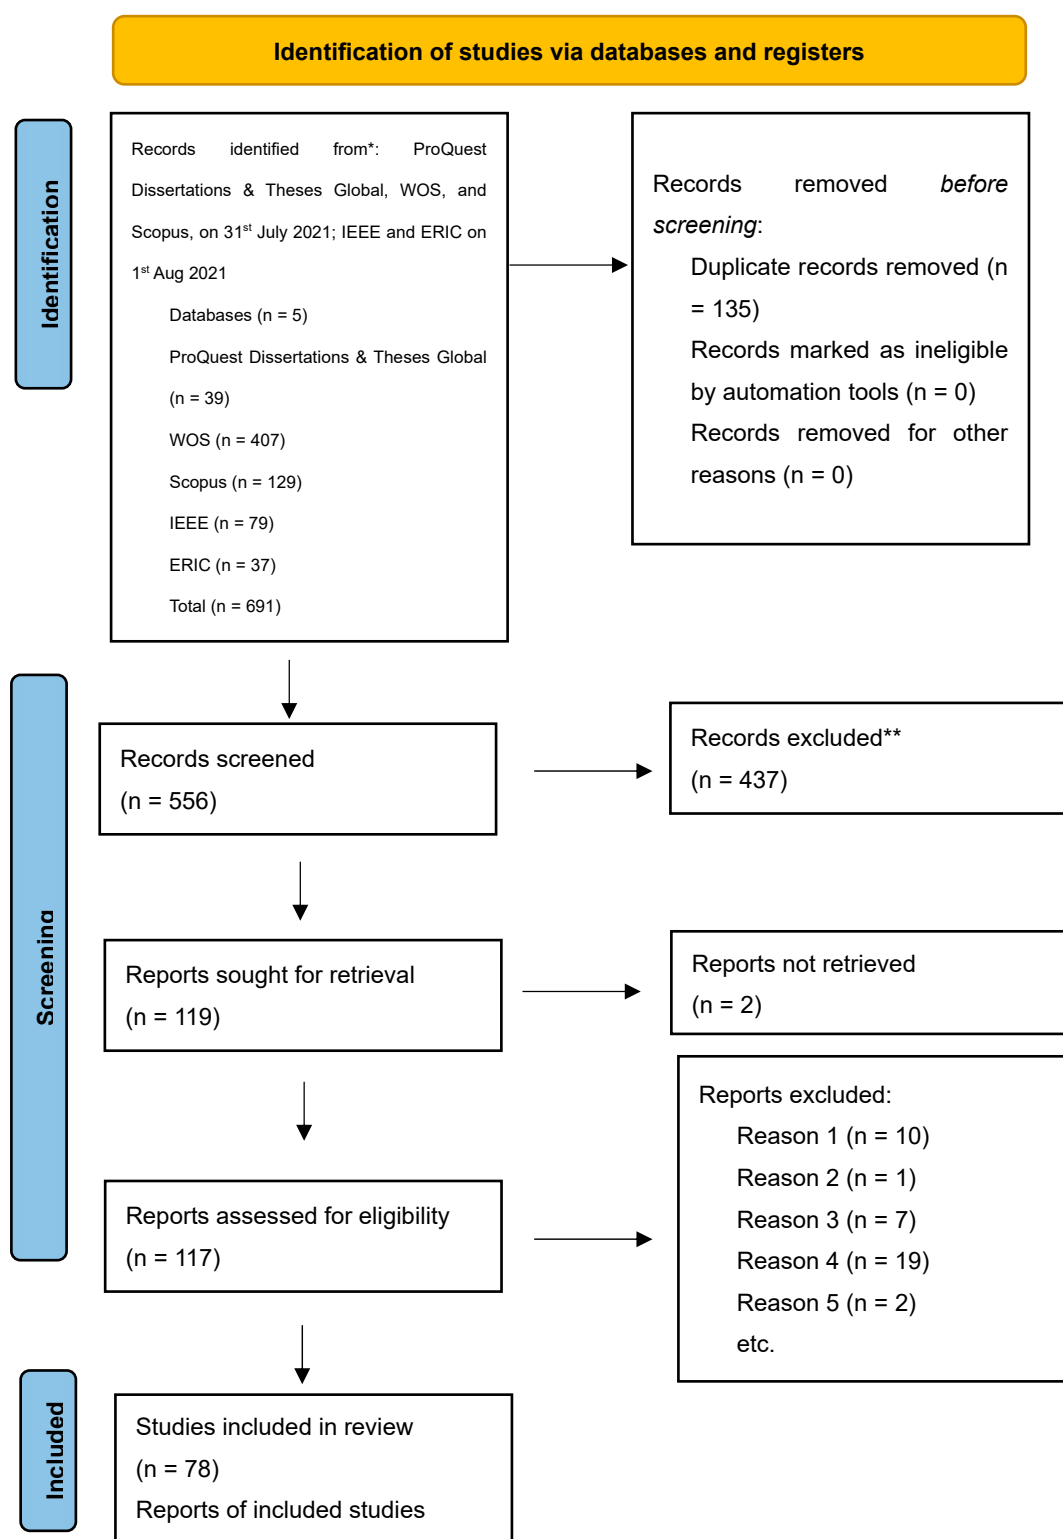 Identification of studies via databases and registers
Identification
Records identified from*: ProQuest
Dissertations & Theses Global, WOS, and
Scopus, on 31st July 2021; IEEE and ERIC on
1st Aug 2021
Databases (n = 5)
ProQuest Dissertations & Theses Global
(n = 39)
WOS (n = 407)
Scopus (n = 129)
IEEE (n = 79)
ERIC (n = 37)
Total (n = 691)
Records removed before
screening:
Duplicate records removed (n
= 135)
Records marked as ineligible
by automation tools (n = 0)
Records removed for other
reasons (n = 0)
Screening
Records screened
(n = 556)
Records excluded**
(n = 437)
Reports sought for retrieval
(n = 119)
Reports not retrieved
(n = 2)
Reports assessed for eligibility
(n = 117)
Reports excluded:
Reason 1 (n = 10)
Reason 2 (n = 1)
Reason 3 (n = 7)
Reason 4 (n = 19)
Reason 5 (n = 2)
etc.
Included
Studies included in review
(n = 78)
Reports of included studies